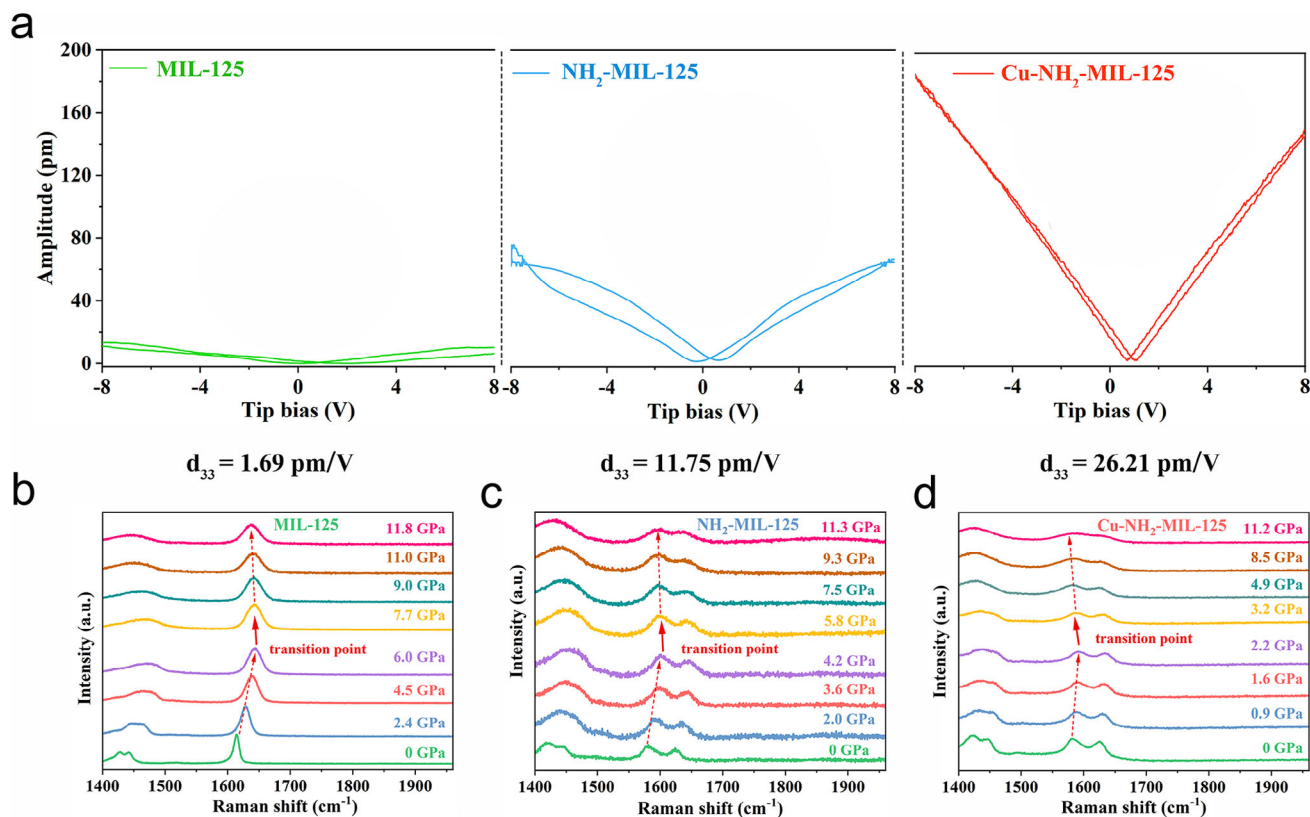 a
200
160
120
80
40
0
Amplitude (pm)
MIL-125
NH₂-MIL-125
Cu-NH₂-MIL-125
-8 -4 0 4 8
-8 -4 0 4 8
-8 -4 0 4 8
Tip bias (V)
Tip bias (V)
Tip bias (V)
d₃₃ = 1.69 pm/V
d₃₃ = 11.75 pm/V
d₃₃ = 26.21 pm/V
b
MIL-125
11.8 GPa
11.0 GPa
9.0 GPa
7.7 GPa
transition point
6.0 GPa
4.5 GPa
2.4 GPa
0 GPa
Intensity (a.u.)
1400 1500 1600 1700 1800 1900
Raman shift (cm⁻¹)
c
NH₂-MIL-125
11.3 GPa
9.3 GPa
7.5 GPa
5.8 GPa
transition point
4.2 GPa
3.6 GPa
2.0 GPa
0 GPa
Intensity (a.u.)
1400 1500 1600 1700 1800 1900
Raman shift (cm⁻¹)
d
Cu-NH₂-MIL-125
11.2 GPa
8.5 GPa
4.9 GPa
3.2 GPa
transition point
2.2 GPa
1.6 GPa
0.9 GPa
0 GPa
Intensity (a.u.)
1400 1500 1600 1700 1800 1900
Raman shift (cm⁻¹)